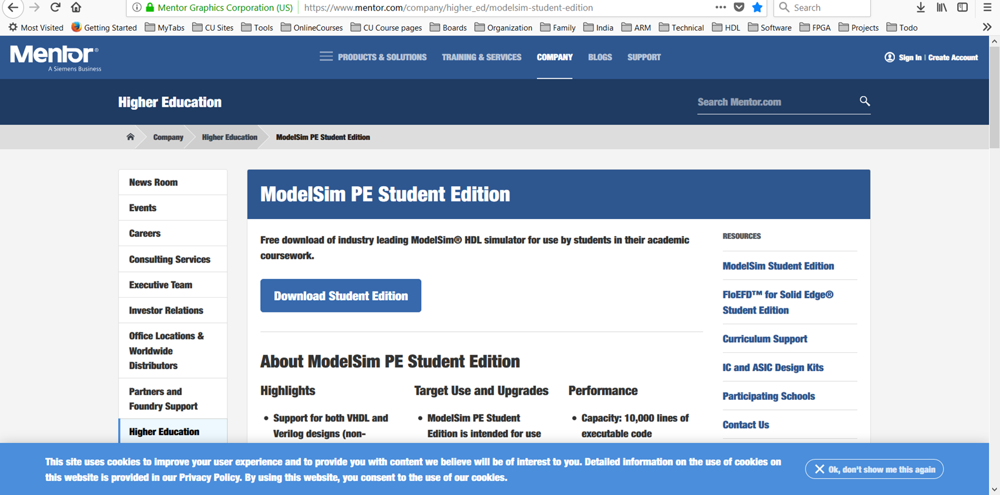 Mentor Graphics Corporation (US) https://www.mentor.com/company/higher_ed/modelsim-student-edition Search
Most Visited Getting Started MyTabs CU Sites Tools OnlineCourses CU Course pages Boards Organization Family India ARM Technical HDL Software FPGA Projects Todo
Mentor® PRODUCTS & SOLUTIONS TRAINING & SERVICES COMPANY BLOGS SUPPORT Sign In | Create Account
A Siemens Business
Higher Education Search Mentor.com
Company Higher Education ModelSim PE Student Edition
News Room
Events
Careers
Consulting Services
Executive Team
Investor Relations
Office Locations &
Worldwide
Distributors
Partners and
Foundry Support
Higher Education
ModelSim PE Student Edition
Free download of industry leading ModelSim® HDL simulator for use by students in their academic
coursework.
Download Student Edition
About ModelSim PE Student Edition
Highlights
• Support for both VHDL and
Verilog designs (non-
Target Use and Upgrades
• ModelSim PE Student
Edition is intended for use
Performance
• Capacity: 10,000 lines of
executable code
RESOURCES
ModelSim Student Edition
FloEFD™ for Solid Edge®
Student Edition
Curriculum Support
IC and ASIC Design Kits
Participating Schools
Contact Us
This site uses cookies to improve your user experience and to provide you with content we believe will be of interest to you. Detailed information on the use of cookies on
this website is provided in our Privacy Policy. By using this website, you consent to the use of our cookies.
Ok, don't show me this again